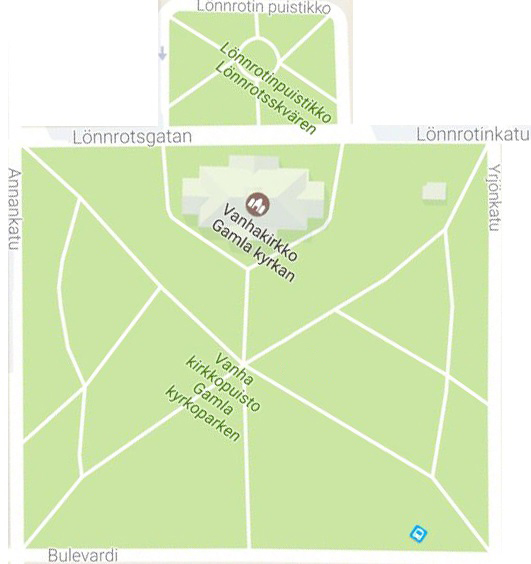 Lönnrotin puistikko
Lönnrotinpuistikko
Lönnrotsskvären
Lönnrotsgatan
Lönnrotinkatu
Annankatu
Yrjönkatu
Vanhakirkko
Gamla kyrkan
Vanha
kirkkopuisto
Gamla
kyrkoparken
Bulevardi